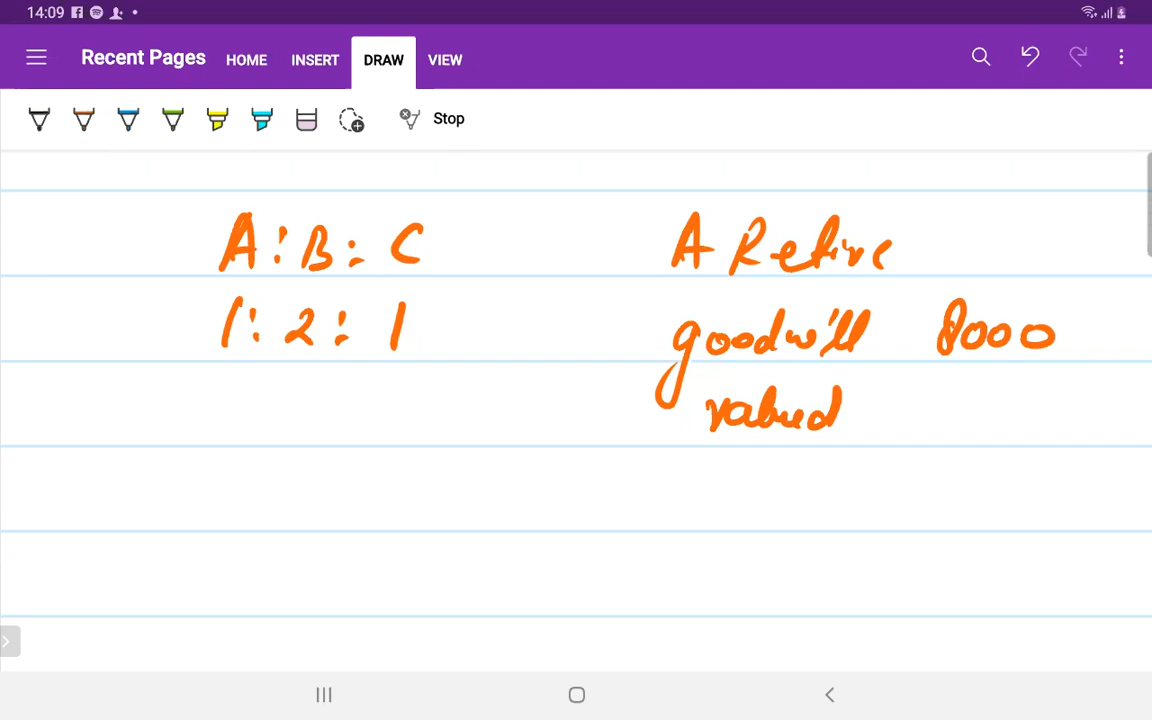 14:09
Recent Pages HOME INSERT DRAW VIEW
Stop
A : B : C
1 : 2 : 1
A Retire
goodwill 8000
valued